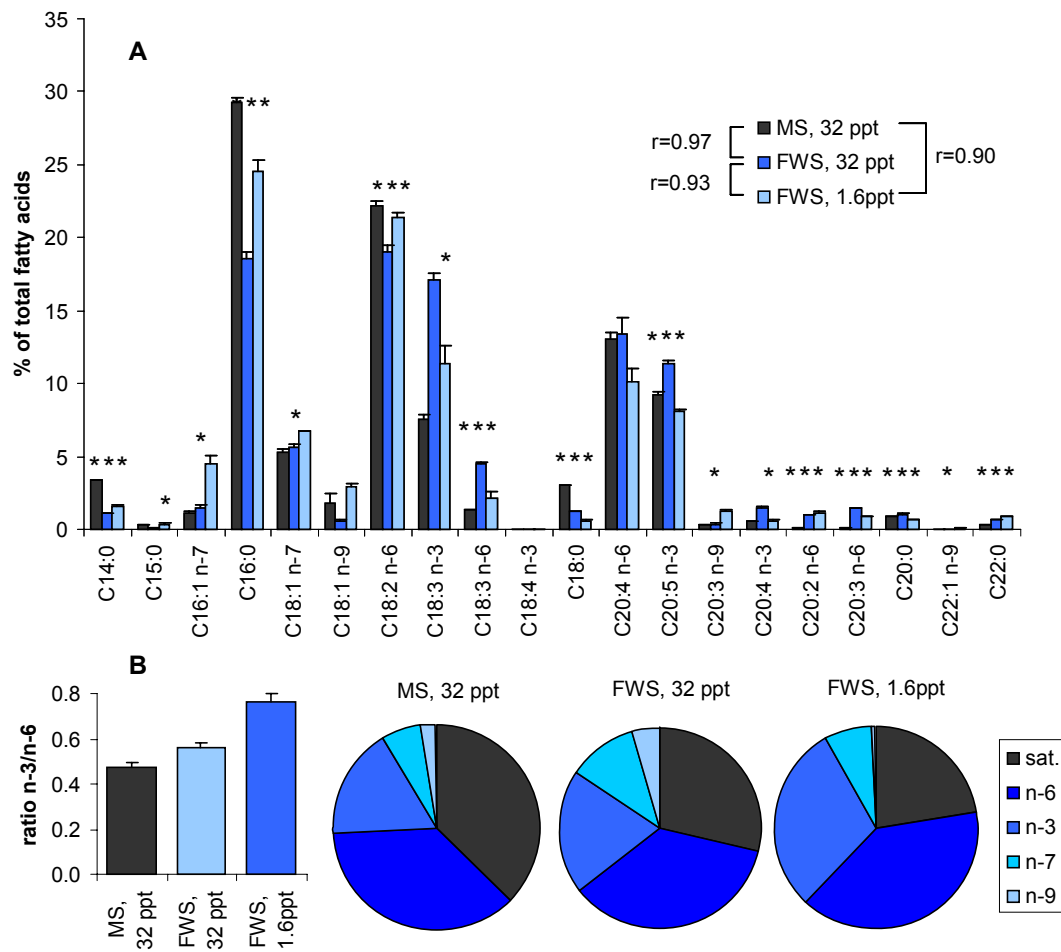 A
35
30
25
20
15
10
5
0
% of total fatty acids
MS, 32 ppt
FWS, 32 ppt
FWS, 1.6ppt
r=0.97
r=0.93
r=0.90
* * *
*
*
* *
*
* * *
*
* * *
* * *
* * *
*
*
* * *
* * *
* * *
*
* * *
C14:0
C15:0
C16:1 n-7
C16:0
C18:1 n-7
C18:1 n-9
C18:2 n-6
C18:3 n-3
C18:3 n-6
C18:4 n-3
C18:0
C20:4 n-6
C20:5 n-3
C20:3 n-9
C20:4 n-3
C20:2 n-6
C20:3 n-6
C20:0
C22:1 n-9
C22:0
B
0.8
0.6
0.4
0.2
0.0
ratio n-3/n-6
MS,
32 ppt
FWS,
32 ppt
FWS,
1.6ppt
MS, 32 ppt
FWS, 32 ppt
FWS, 1.6ppt
sat.
n-6
n-3
n-7
n-9